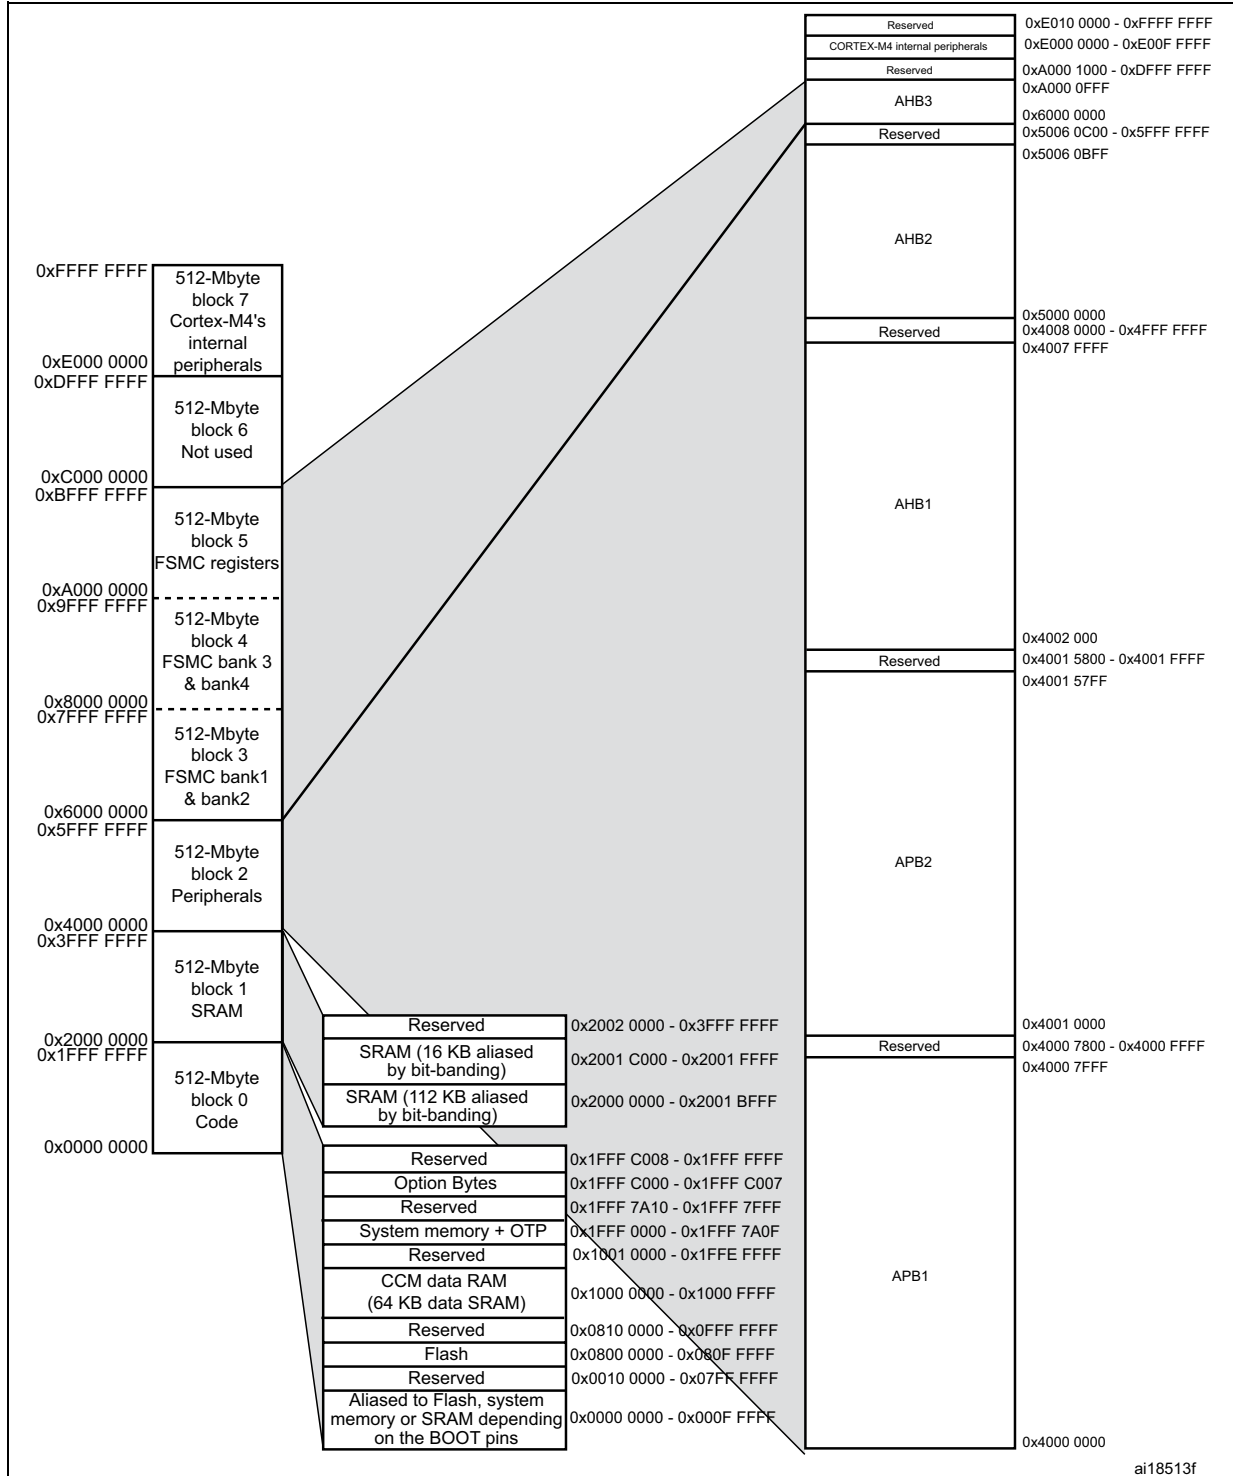 0xFFFF FFFF
512-Mbyte
block 7
Cortex-M4's
internal
peripherals
0xE000 0000
0xDFFF FFFF
512-Mbyte
block 6
Not used
0xC000 0000
0xBFFF FFFF
512-Mbyte
block 5
FSMC registers
0xA000 0000
0x9FFF FFFF
512-Mbyte
block 4
FSMC bank 3
& bank4
0x8000 0000
0x7FFF FFFF
512-Mbyte
block 3
FSMC bank1
& bank2
0x6000 0000
0x5FFF FFFF
512-Mbyte
block 2
Peripherals
0x4000 0000
0x3FFF FFFF
512-Mbyte
block 1
SRAM
0x2000 0000
0x1FFF FFFF
512-Mbyte
block 0
Code
0x0000 0000
Reserved 0x2002 0000 - 0x3FFF FFFF
SRAM (16 KB aliased
by bit-banding)
0x2001 C000 - 0x2001 FFFF
SRAM (112 KB aliased
by bit-banding)
0x2000 0000 - 0x2001 BFFF
Reserved 0x1FFF C008 - 0x1FFF FFFF
Option Bytes 0x1FFF C000 - 0x1FFF C007
Reserved 0x1FFF 7A10 - 0x1FFF 7FFF
System memory + OTP 0x1FFF 0000 - 0x1FFF 7A0F
Reserved 0x1001 0000 - 0x1FFE FFFF
CCM data RAM
(64 KB data SRAM)
0x1000 0000 - 0x1000 FFFF
Reserved 0x0810 0000 - 0x0FFF FFFF
Flash 0x0800 0000 - 0x080F FFFF
Reserved 0x0010 0000 - 0x07FF FFFF
Aliased to Flash, system
memory or SRAM depending
on the BOOT pins
0x0000 0000 - 0x000F FFFF
Reserved 0xE010 0000 - 0xFFFF FFFF
CORTEX-M4 internal peripherals 0xE000 0000 - 0xE00F FFFF
Reserved 0xA000 1000 - 0xDFFF FFFF
0xA000 0FFF
AHB3
0x6000 0000
Reserved 0x5006 0C00 - 0x5FFF FFFF
0x5006 0BFF
AHB2
0x5000 0000
Reserved 0x4008 0000 - 0x4FFF FFFF
0x4007 FFFF
AHB1
0x4002 000
Reserved 0x4001 5800 - 0x4001 FFFF
0x4001 57FF
APB2
0x4001 0000
Reserved 0x4000 7800 - 0x4000 FFFF
0x4000 7FFF
APB1
0x4000 0000
ai18513f